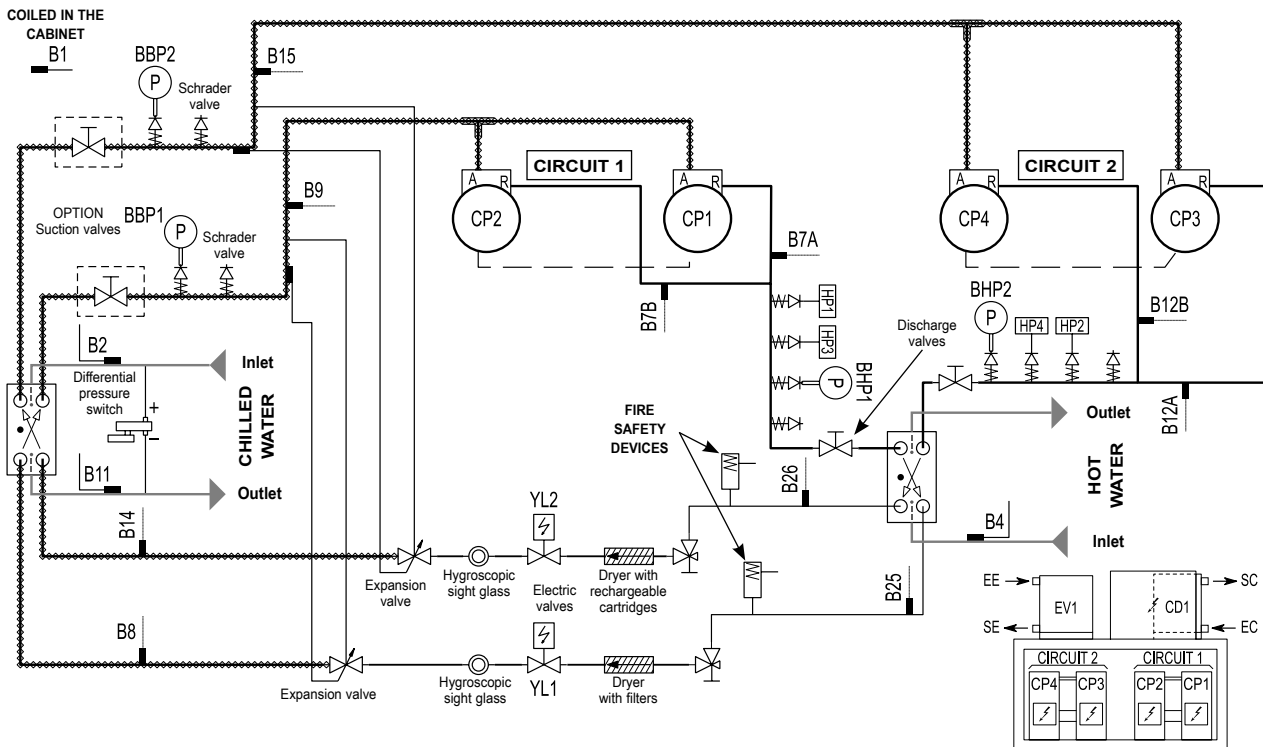 COILED IN THE
CABINET
B1
BBP2
P
Schrader
valve
B15
A
R
CP2
CIRCUIT 1
A
R
CP1
A
R
CP4
CIRCUIT 2
A
R
CP3
OPTION
Suction valves
BBP1
P
Schrader
valve
B9
B7A
B7B
HP1
HP3
P
BHP1
Discharge
valves
BHP2
P
HP4
HP2
B12B
B12A
B2
Inlet
Differential
pressure
switch
+
–
CHILLED
WATER
B11
Outlet
B14
B8
FIRE
SAFETY
DEVICES
B26
Outlet
HOT
WATER
B4
Inlet
B25
YL2
Expansion
valve
Hygroscopic
sight glass
Electric
valves
Dryer with
rechargeable
cartridges
Expansion valve
Hygroscopic
sight glass
YL1
Dryer
with filters
EE
SE
EV1
CD1
SC
EC
CIRCUIT 2
CIRCUIT 1
CP4
CP3
CP2
CP1